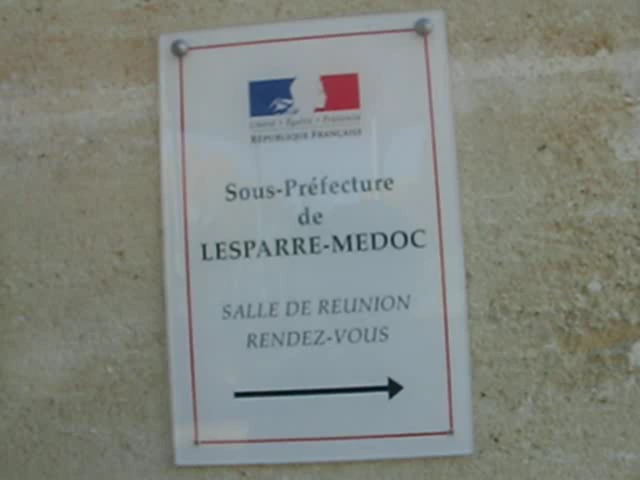 Liberté • Égalité • Fraternité
RÉPUBLIQUE FRANÇAISE
Sous-Préfecture
de
LESPARRE-MEDOC
SALLE DE REUNION
RENDEZ-VOUS